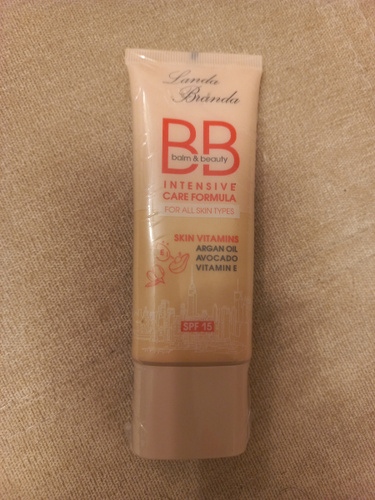 Landa
Branda
BB
balm & beauty
INTENSIVE
CARE FORMULA
FOR ALL SKIN TYPES
SKIN VITAMINS
ARGAN OIL
AVOCADO
VITAMIN E
SPF 15